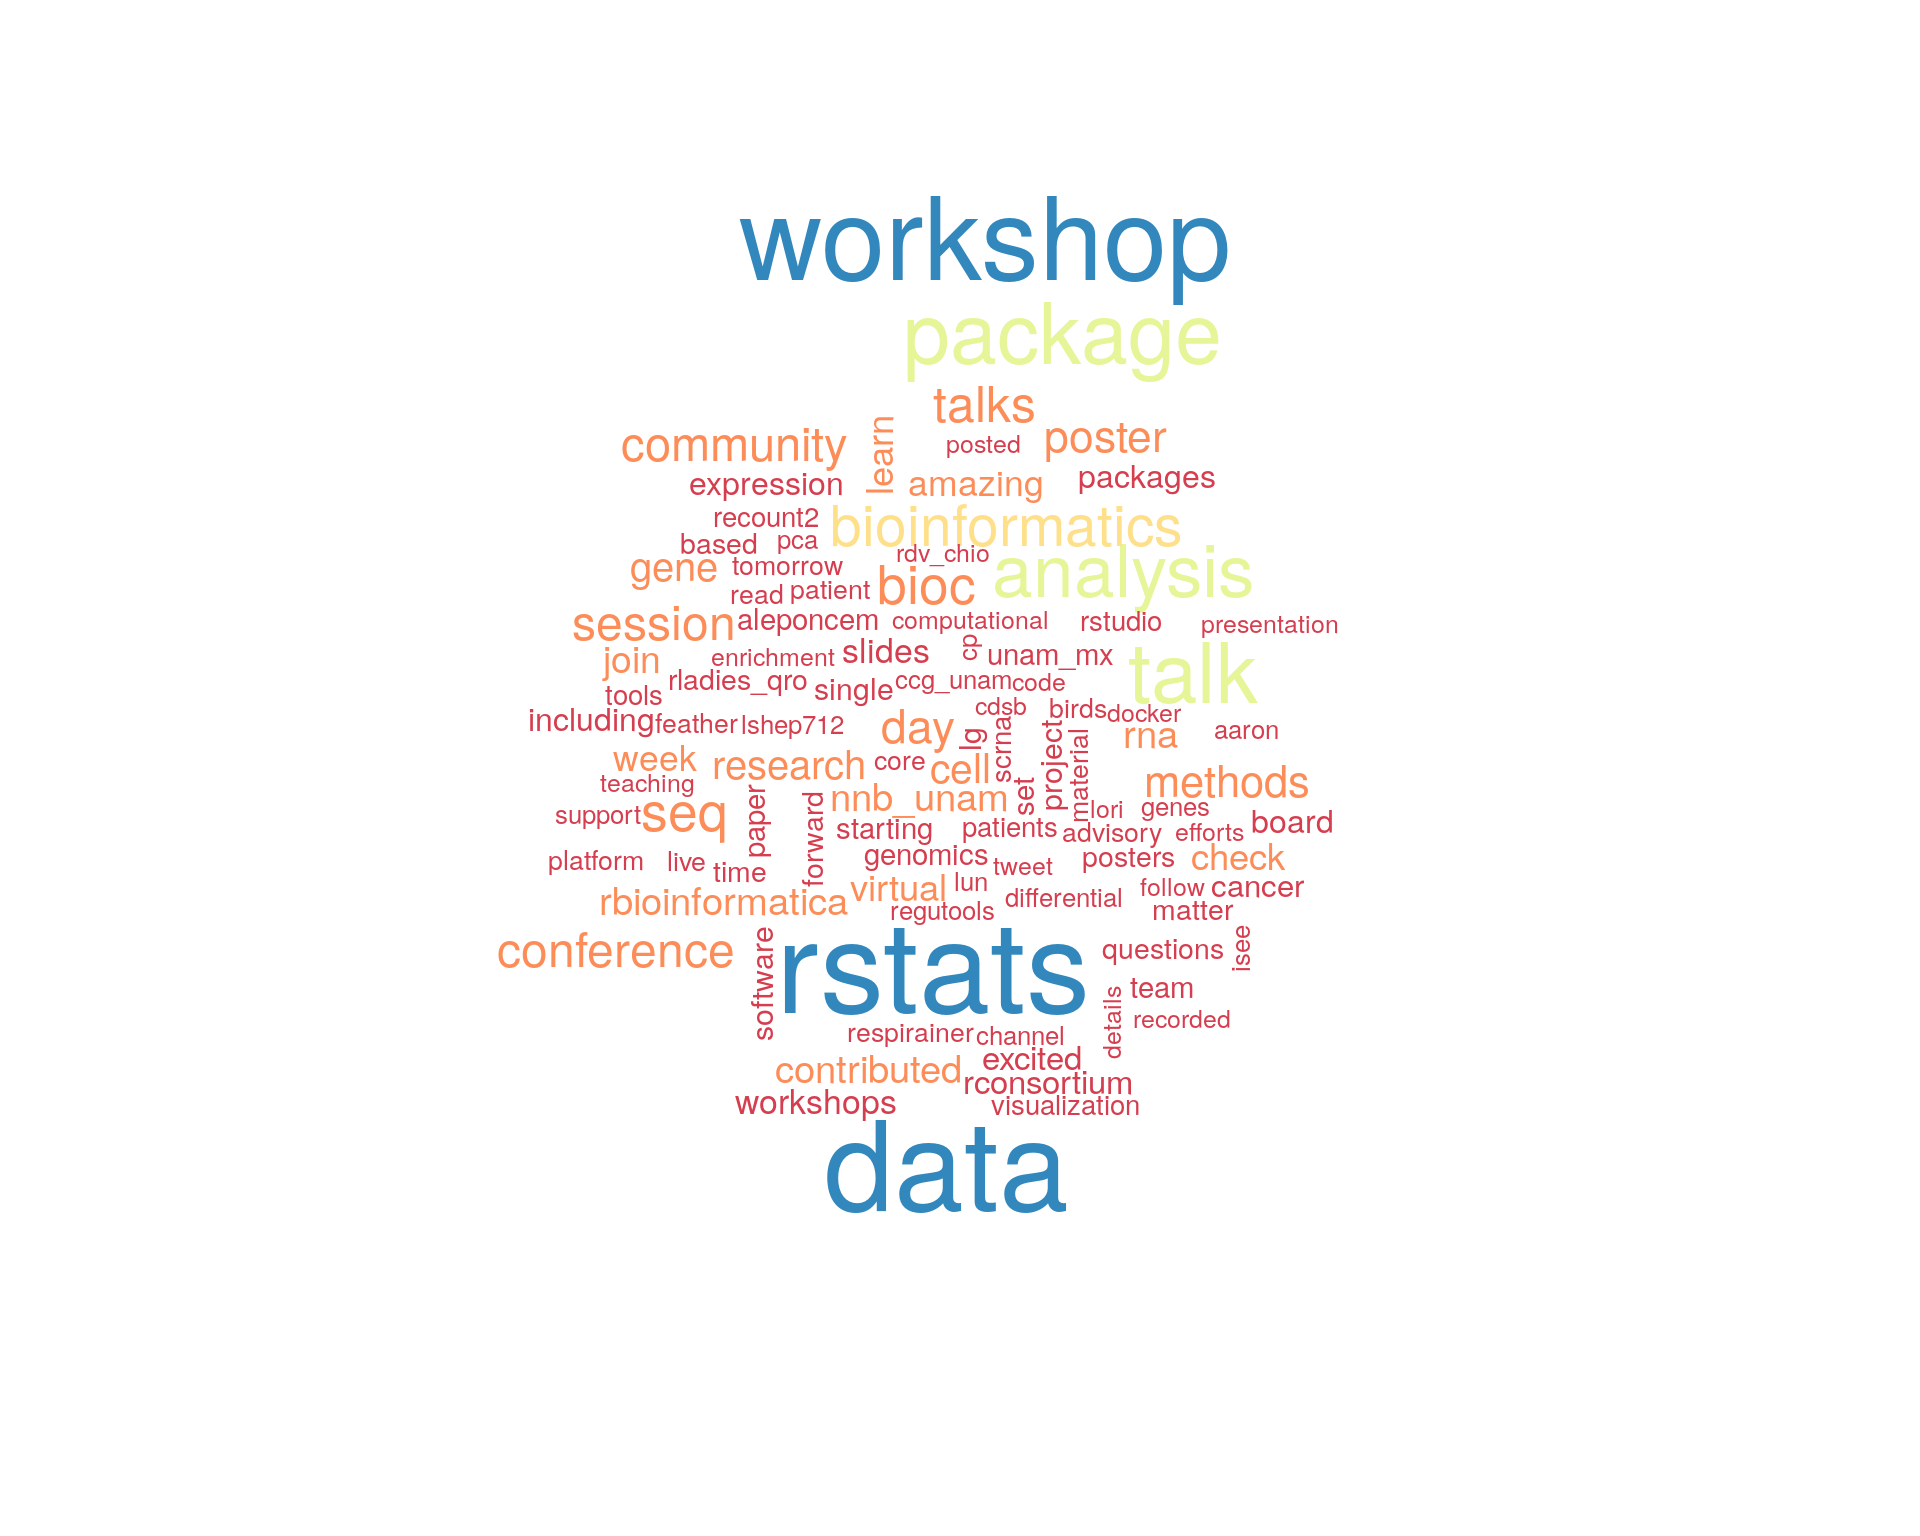 workshop
package
talks
community
learn
posted
poster
expression
amazing
packages
recount2
bioinformatics
based
pca
rdv_chio
gene
tomorrow
bioc
analysis
read
patient
session
aleponcem
computational
rstudio
presentation
join
enrichment
slides
cp
unam_mx
talk
tools
rladies_qro
single
ccg_unam
code
including
feather
lshep712
day
cdsb
birds
docker
lg
scrna
project
material
rna
aaron
week
research
core
cell
methods
teaching
nnb_unam
set
lori
genes
support
seq
paper
forward
starting
patients
advisory
efforts
board
platform
live
time
genomics
tweet
posters
check
rbioinformatica
virtual
lun
differential
follow
cancer
regutools
matter
conference
software
rstats
questions
isee
details
team
recorded
respirainer
channel
excited
contributed
rconsortium
workshops
visualization
data